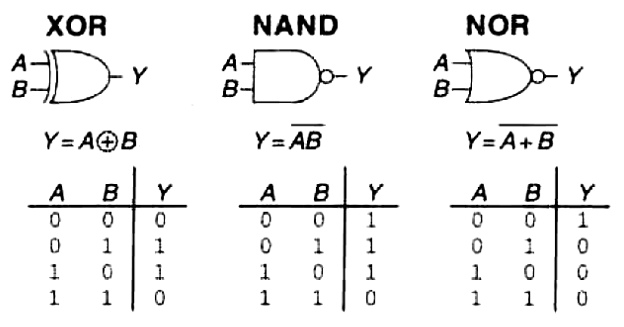 XOR NAND NOR
A Y A Y A Y
B B B
Y = A⊕B Y = \overline{AB} Y = \overline{A + B}
A B Y A B Y A B Y
0 0 0 0 0 1 0 0 1
0 1 1 0 1 1 0 1 0
1 0 1 1 0 1 1 0 0
1 1 0 1 1 0 1 1 0